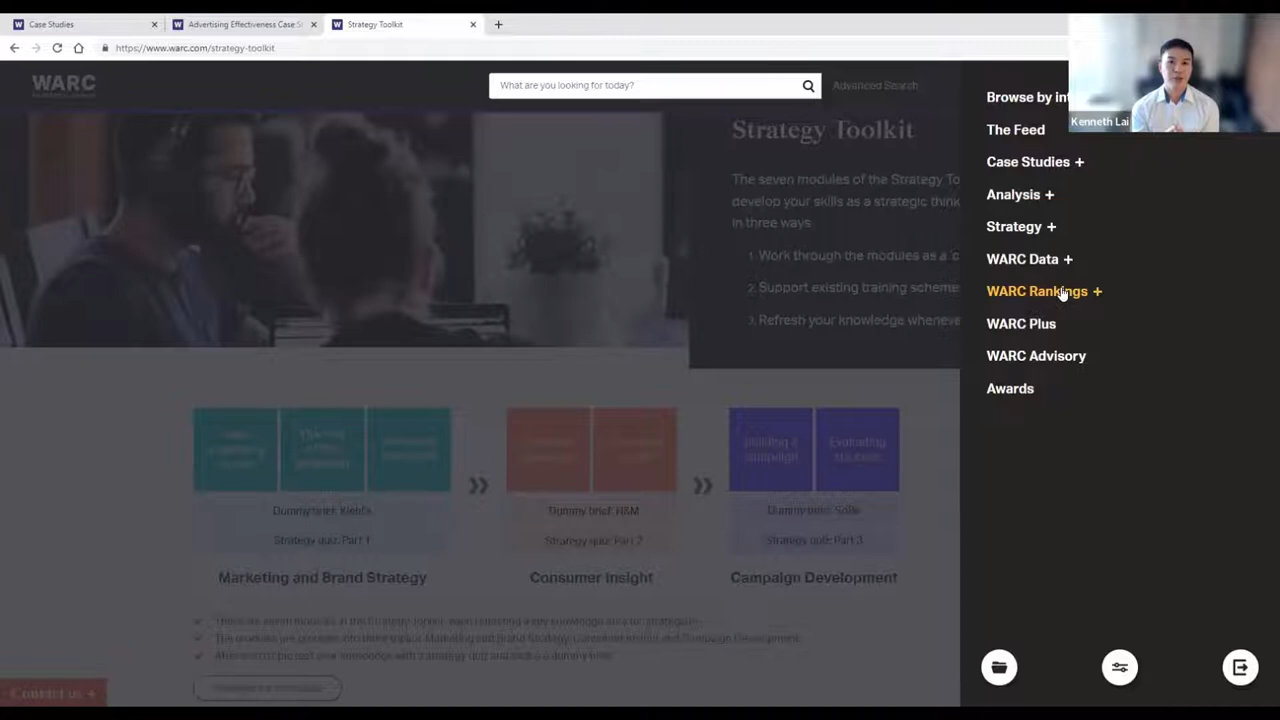 Case Studies
Advertising Effectiveness Case St
Strategy Toolkit
https://www.warc.com/strategy-toolkit
WARC
What are you looking for today?
Advanced Search
Kenneth Lai
Browse by int
The Feed
Case Studies +
Analysis +
Strategy +
WARC Data +
WARC Rankings +
WARC Plus
WARC Advisory
Awards
Strategy Toolkit
The seven modules of the Strategy To
develop your skills as a strategic think
in three ways.
1. Work through the modules as a 'c
2. Support existing training scheme
3. Refresh your knowledge wheneve
Building a
campaign
Evaluating
Dummy brief: Kiehl's
Strategy quiz: Part 1
Marketing and Brand Strategy
Dummy brief: H&M
Strategy quiz: Part 2
Consumer Insight
Dummy brief: SoBe
Strategy quiz: Part 3
Campaign Development
Contact us +